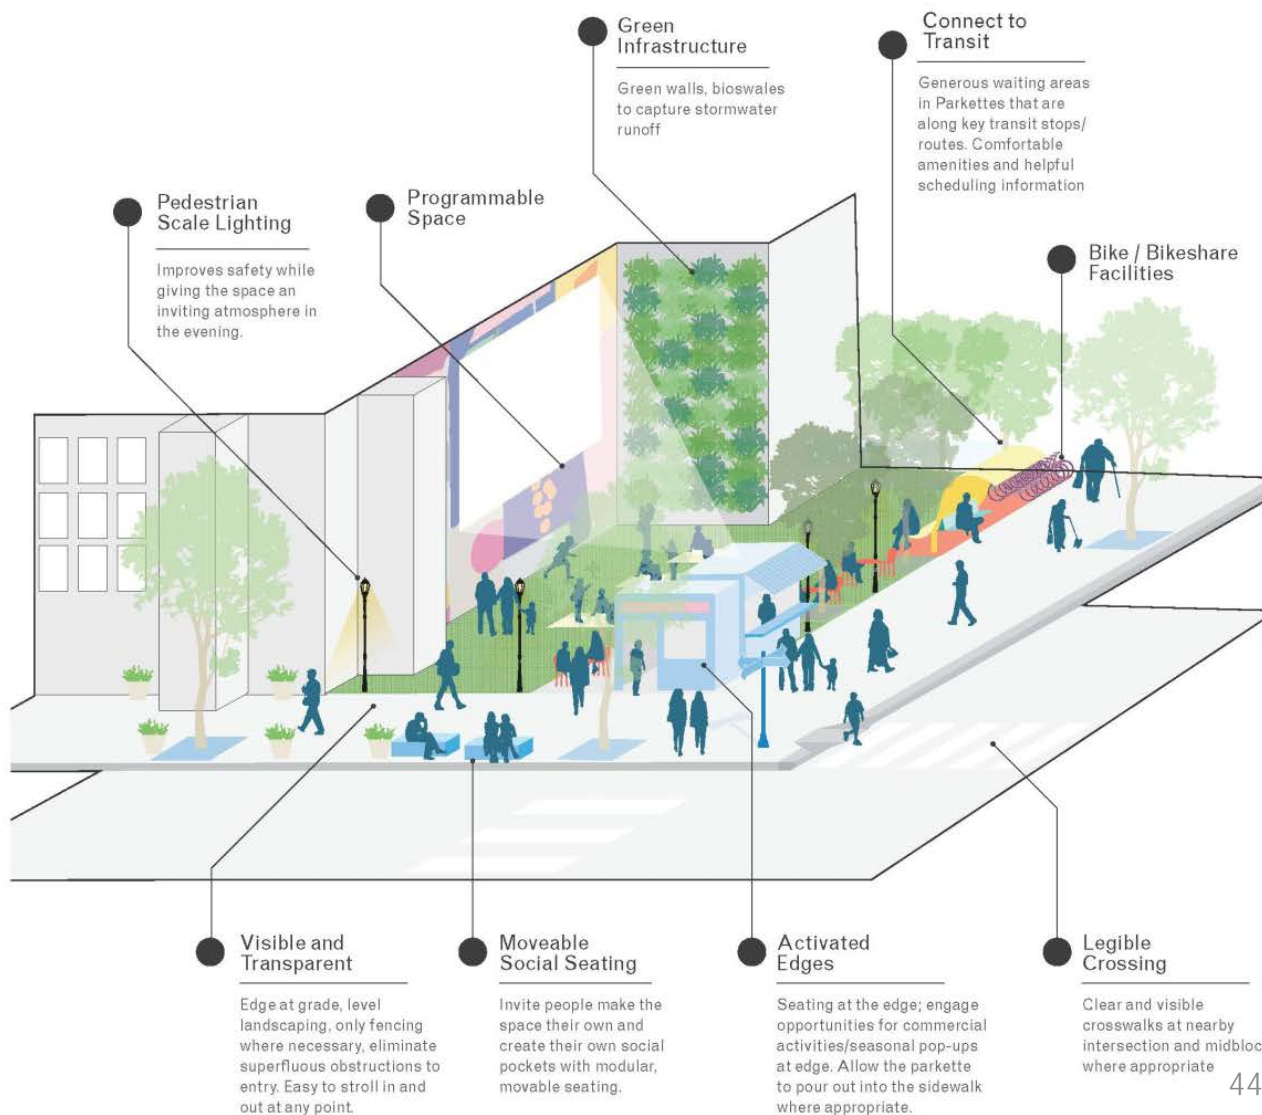 Green
Infrastructure
Green walls, bioswales
to capture stormwater
runoff
Connect to
Transit
Generous waiting areas
in Parkettes that are
along key transit stops/
routes. Comfortable
amenities and helpful
scheduling information
Pedestrian
Scale Lighting
Improves safety while
giving the space an
inviting atmosphere in
the evening.
Programmable
Space
Bike / Bikeshare
Facilities
Visible and
Transparent
Edge at grade, level
landscaping, only fencing
where necessary, eliminate
superfluous obstructions to
entry. Easy to stroll in and
out at any point.
Moveable
Social Seating
Invite people make the
space their own and
create their own social
pockets with modular,
movable seating.
Activated
Edges
Seating at the edge; engage
opportunities for commercial
activities/seasonal pop-ups
at edge. Allow the parkette
to pour out into the sidewalk
where appropriate.
Legible
Crossing
Clear and visible
crosswalks at nearby
intersection and midbloc
where appropriate
44